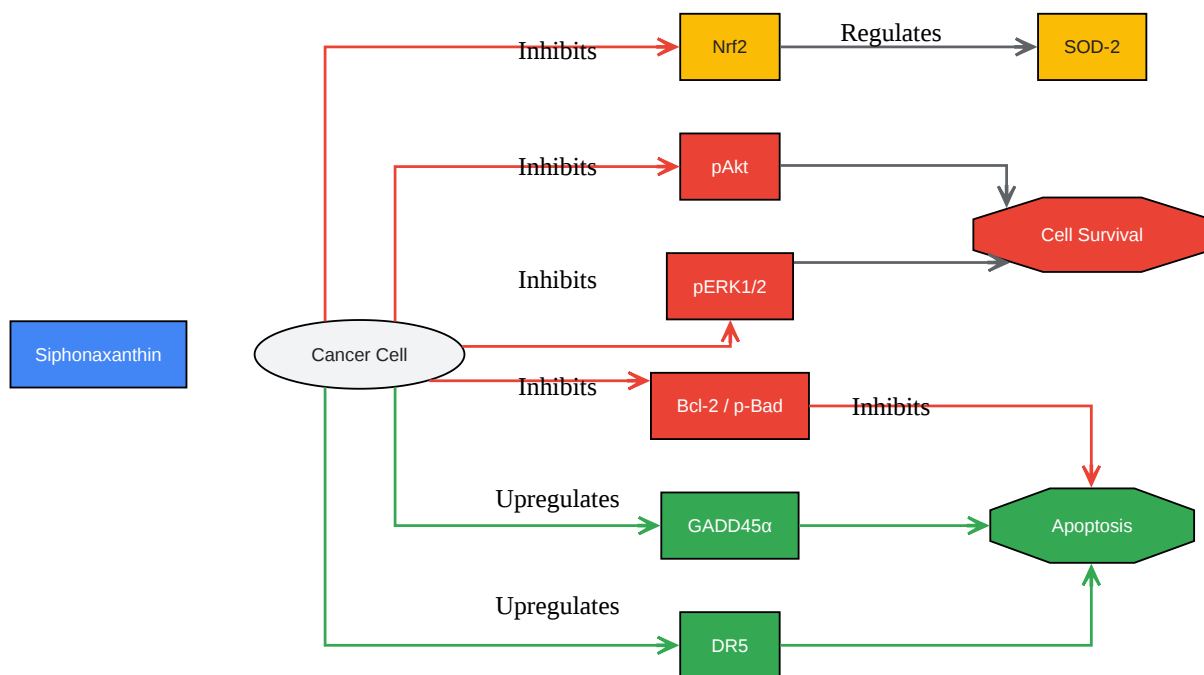 Inhibits
Nrf2
Regulates
SOD-2
Inhibits
pAkt
Cell Survival
Inhibits
pERK1/2
Siphonaxanthin
Cancer Cell
Inhibits
Bcl-2 / p-Bad
Inhibits
Upregulates
GADD45α
Apoptosis
Upregulates
DR5